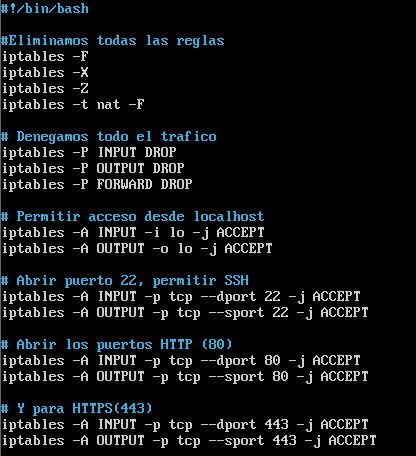 #!/bin/bash
#Eliminamos todas las reglas
iptables -F
iptables -X
iptables -Z
iptables -t nat -F
# Denegamos todo el trafico
iptables -P INPUT DROP
iptables -P OUTPUT DROP
iptables -P FORWARD DROP
# Permitir acceso desde localhost
iptables -A INPUT -i lo -j ACCEPT
iptables -A OUTPUT -o lo -j ACCEPT
# Abrir puerto 22, permitir SSH
iptables -A INPUT -p tcp --dport 22 -j ACCEPT
iptables -A OUTPUT -p tcp --sport 22 -j ACCEPT
# Abrir los puertos HTTP (80)
iptables -A INPUT -p tcp --dport 80 -j ACCEPT
iptables -A OUTPUT -p tcp --sport 80 -j ACCEPT
# Y para HTTPS(443)
iptables -A INPUT -p tcp --dport 443 -j ACCEPT
iptables -A OUTPUT -p tcp --sport 443 -j ACCEPT